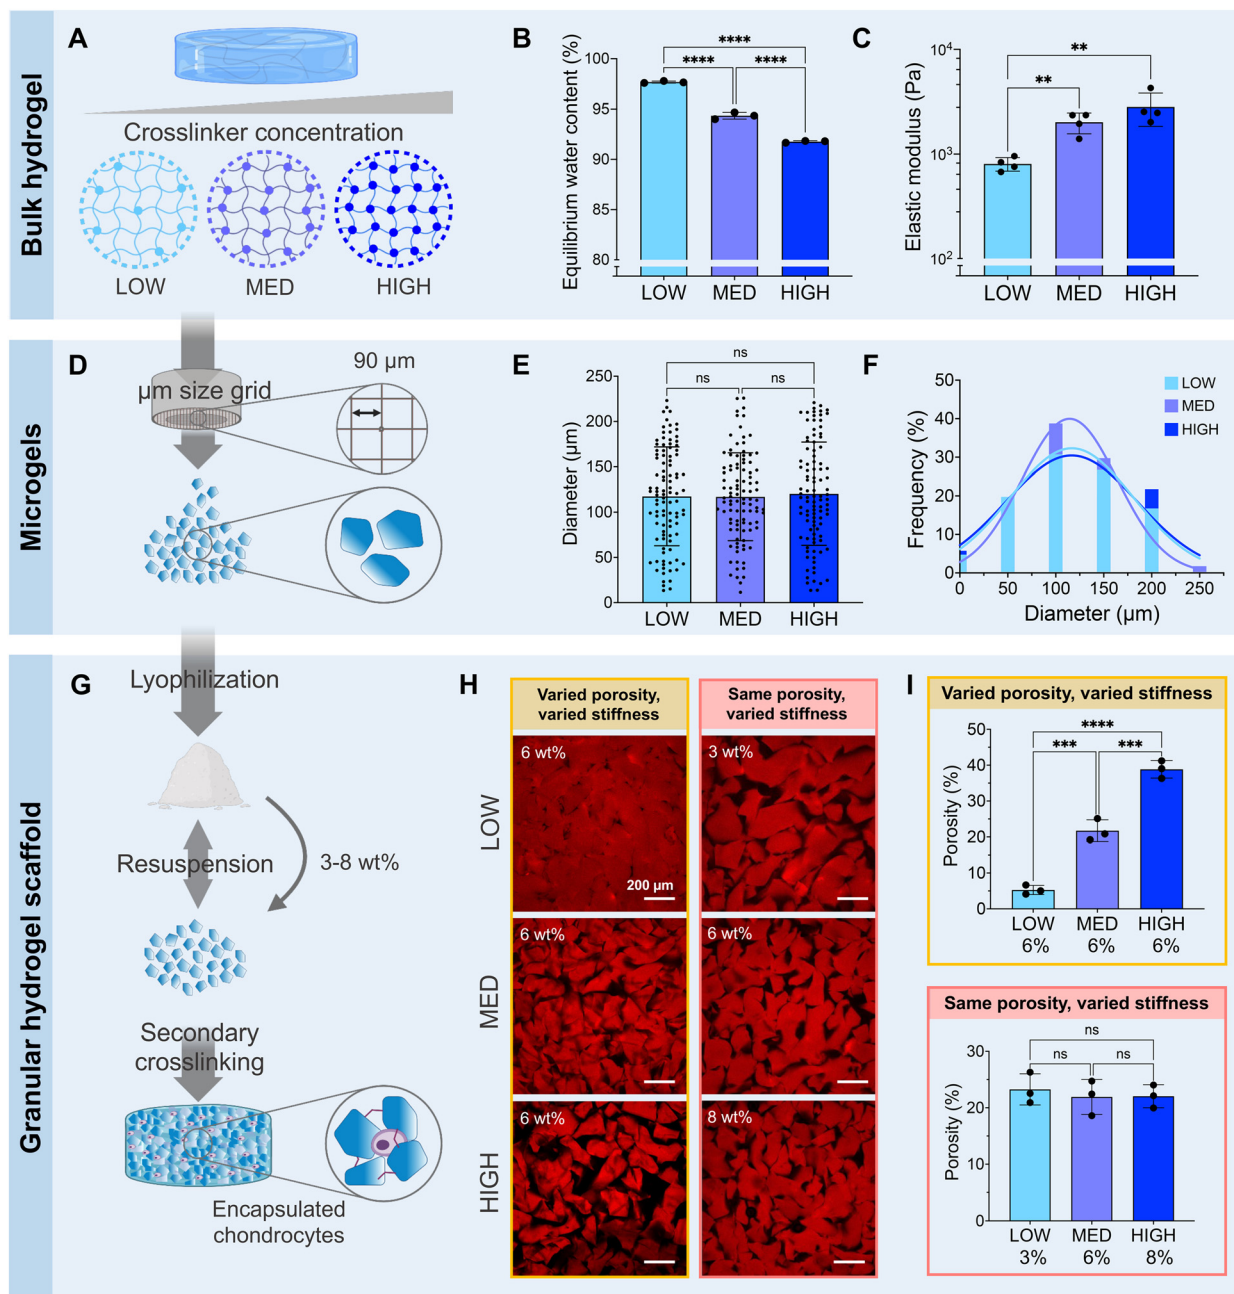 Bulk hydrogel
A
Crosslinker concentration
LOW
MED
HIGH
B
Equilibrium water content (%)
100
95
90
85
80
****
****
****
LOW
MED
HIGH
C
Elastic modulus (Pa)
10⁴
10³
10²
**
**
LOW
MED
HIGH
Microgels
D
µm size grid
90 µm
E
Diameter (µm)
250
200
150
100
50
0
ns
ns
ns
LOW
MED
HIGH
F
Frequency (%)
50
40
30
20
10
0
LOW
MED
HIGH
0
50
100
150
200
250
Diameter (µm)
Granular hydrogel scaffold
G
Lyophilization
Resuspension
3-8 wt%
Secondary
crosslinking
Encapsulated
chondrocytes
H
Varied porosity,
varied stiffness
Same porosity,
varied stiffness
LOW
6 wt%
200 µm
3 wt%
MED
6 wt%
6 wt%
HIGH
6 wt%
8 wt%
I
Varied porosity, varied stiffness
Porosity (%)
50
40
30
20
10
0
****
***
***
LOW
6%
MED
6%
HIGH
6%
Same porosity, varied stiffness
Porosity (%)
30
20
10
0
ns
ns
ns
LOW
3%
MED
6%
HIGH
8%